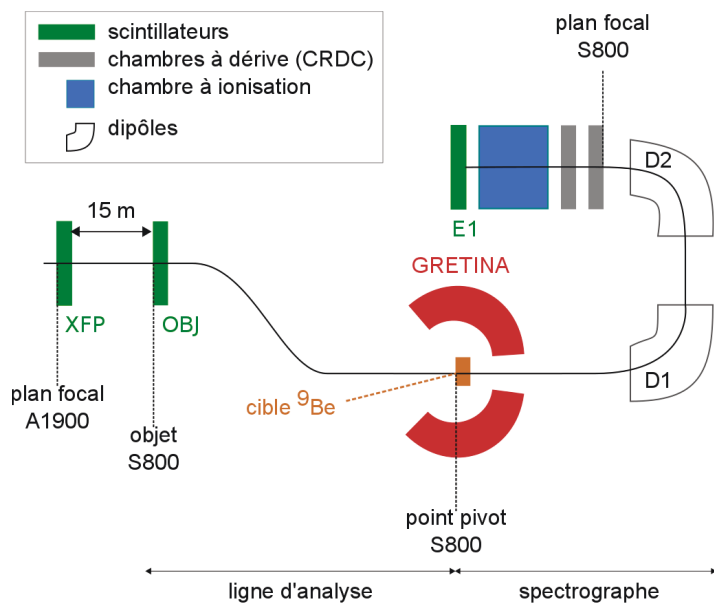 scintillateurs
chambres à dérive (CRDC)
chambre à ionisation
dipôles
plan focal
S800
D2
15 m
E1
GRETINA
XFP
OBJ
D1
plan focal
A1900
cible ⁹Be
objet
S800
point pivot
S800
ligne d'analyse
spectrographe